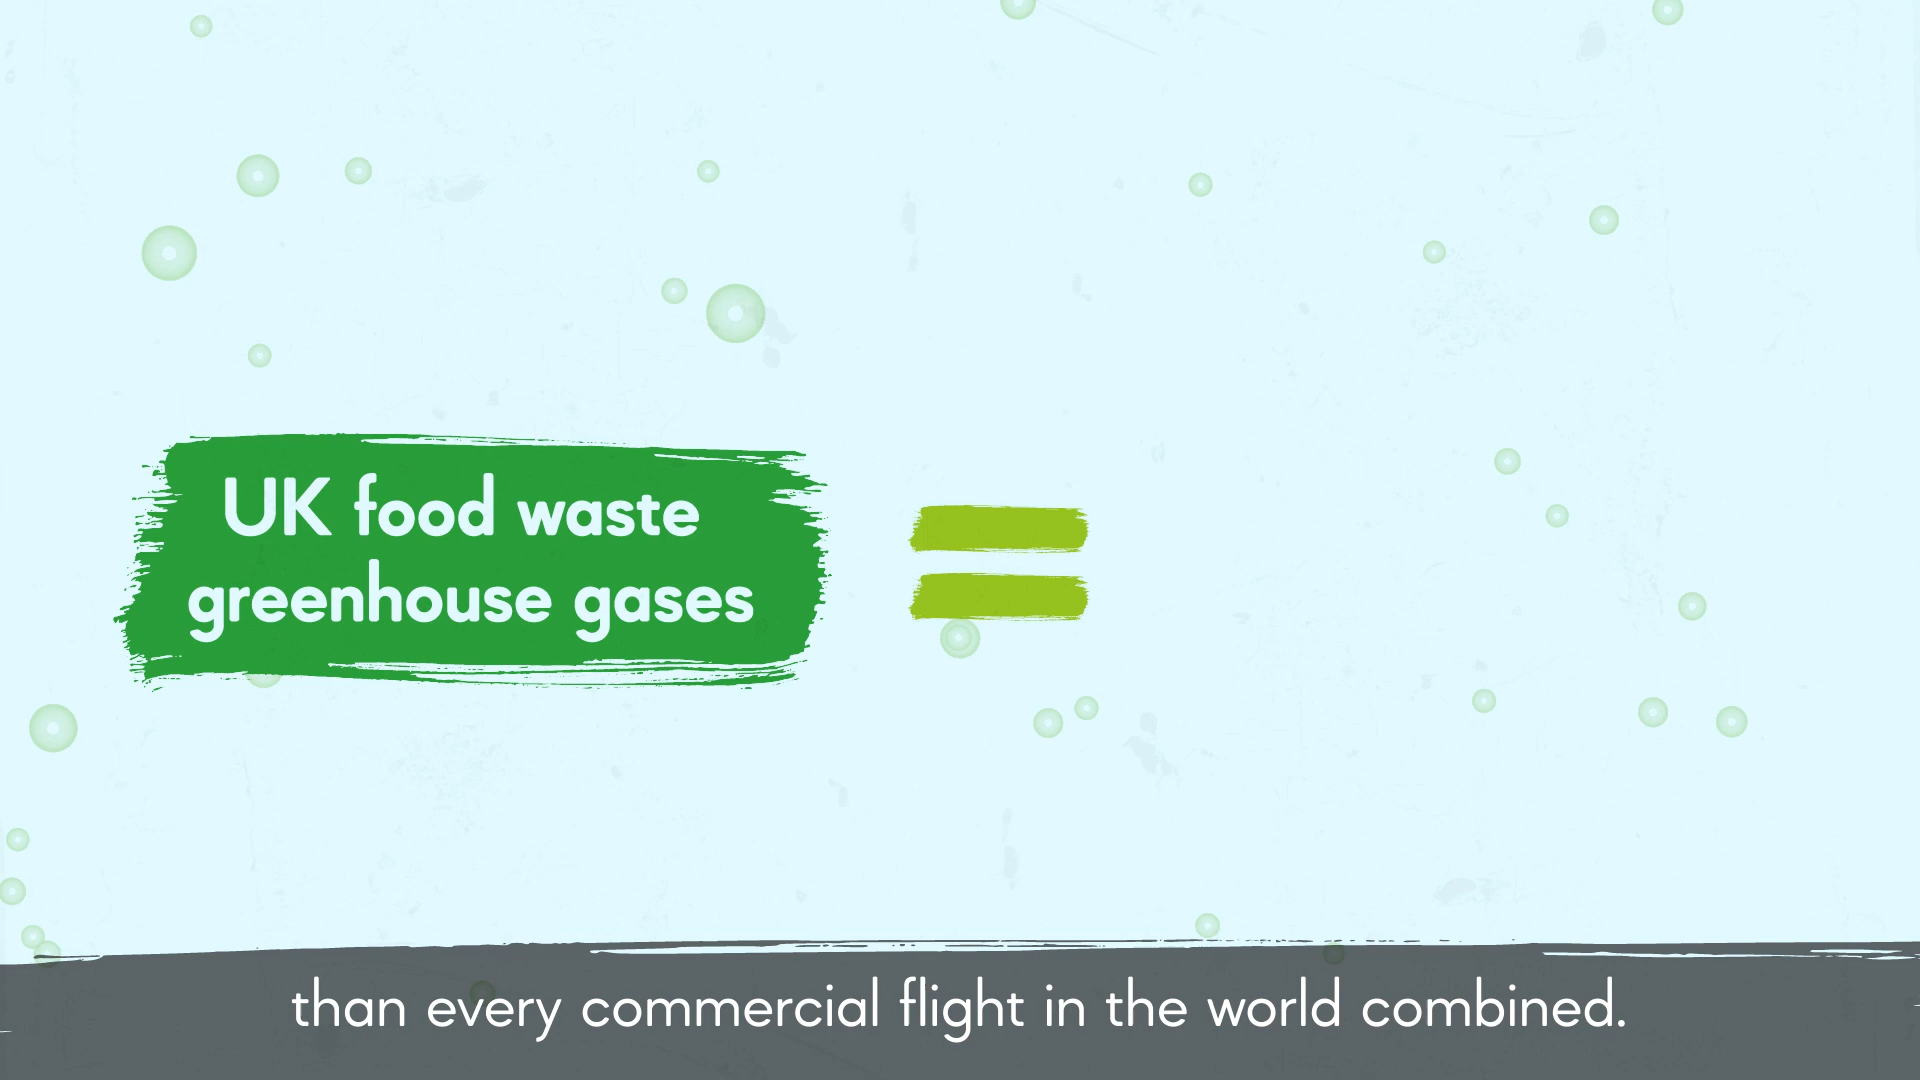 UK food waste
greenhouse gases
=
than every commercial flight in the world combined.